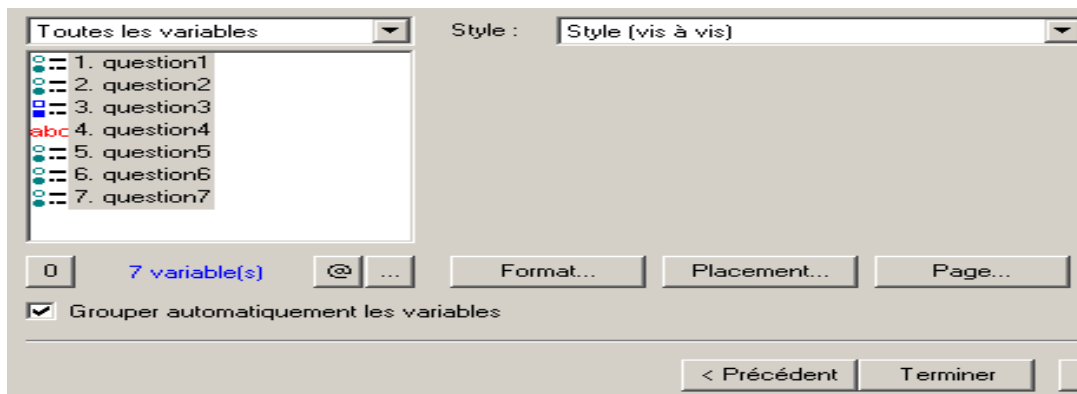 Toutes les variables Style : Style (vis à vis)
1. question1
2. question2
3. question3
abc 4. question4
5. question5
6. question6
7. question7
0 7 variable(s) @ ... Format... Placement... Page...
Grouper automatiquement les variables
< Précédent Terminer